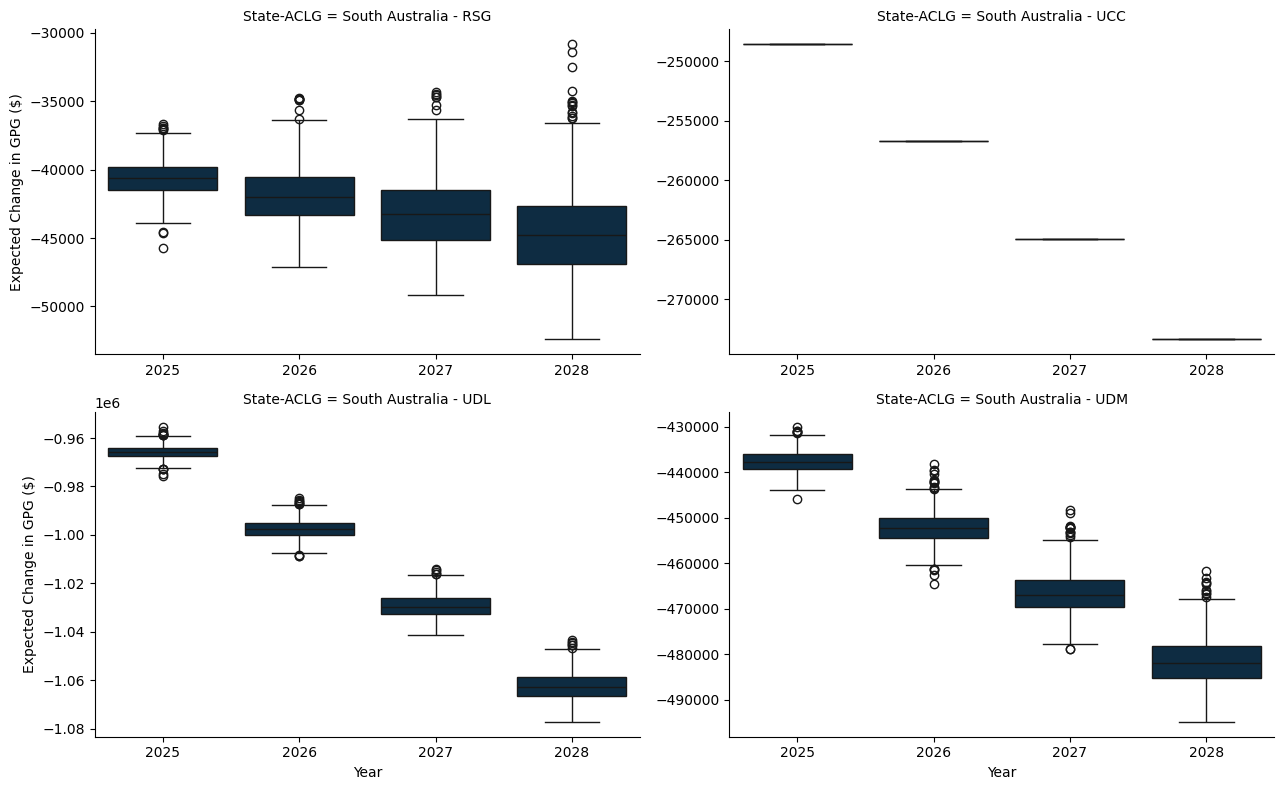 State-ACLG = South Australia - RSG
Expected Change in GPG ($)
−30000
−35000
−40000
−45000
−50000
2025 2026 2027 2028
State-ACLG = South Australia - UCC
−250000
−255000
−260000
−265000
−270000
2025 2026 2027 2028
State-ACLG = South Australia - UDL
1e6
Expected Change in GPG ($)
−0.96
−0.98
−1.00
−1.02
−1.04
−1.06
−1.08
2025 2026 2027 2028
Year
State-ACLG = South Australia - UDM
−430000
−440000
−450000
−460000
−470000
−480000
−490000
2025 2026 2027 2028
Year